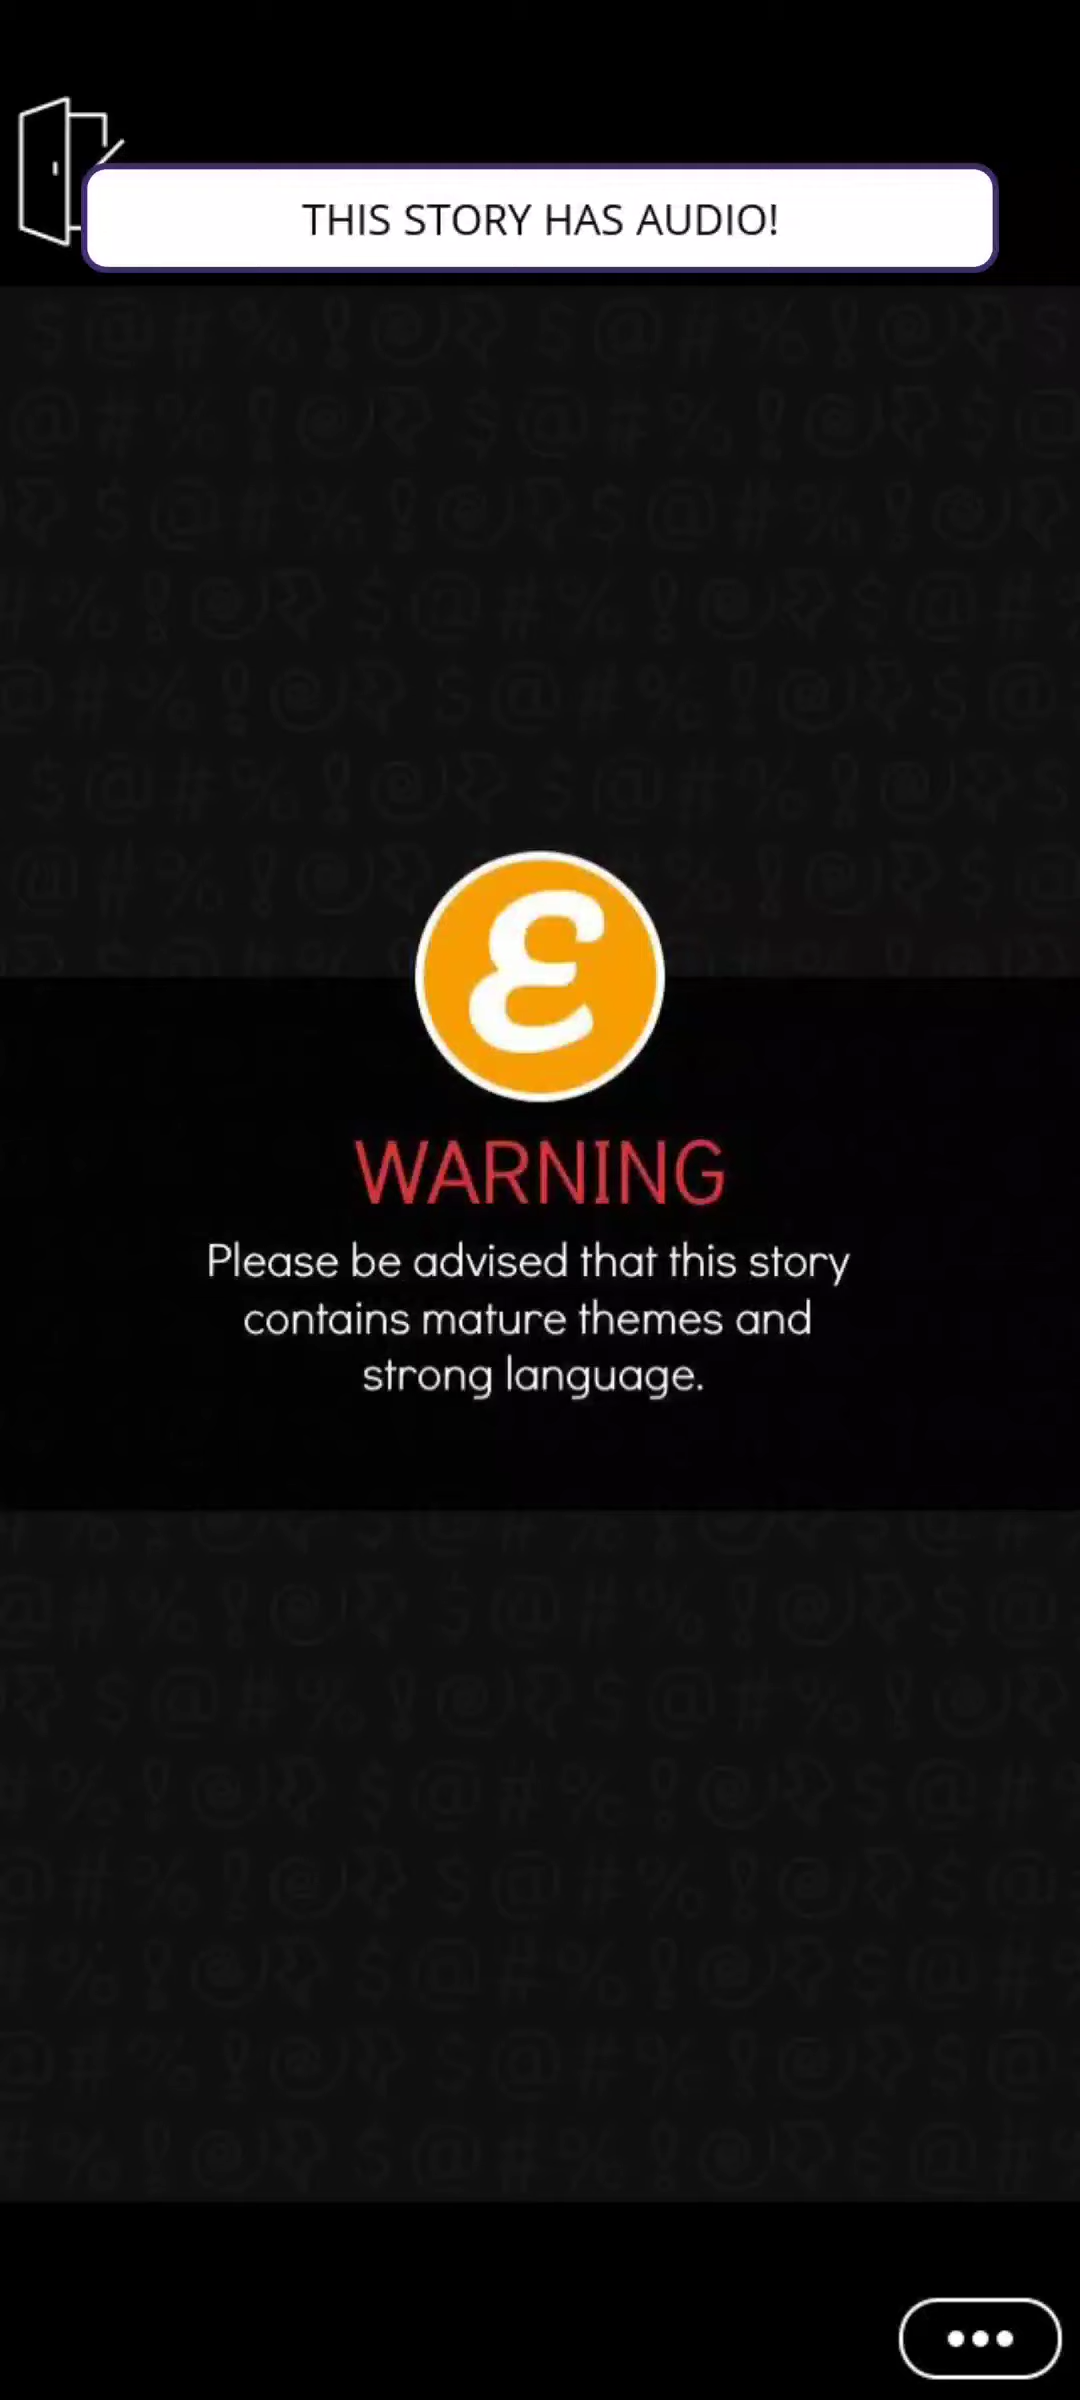 THIS STORY HAS AUDIO!
ε
WARNING
Please be advised that this story
contains mature themes and
strong language.